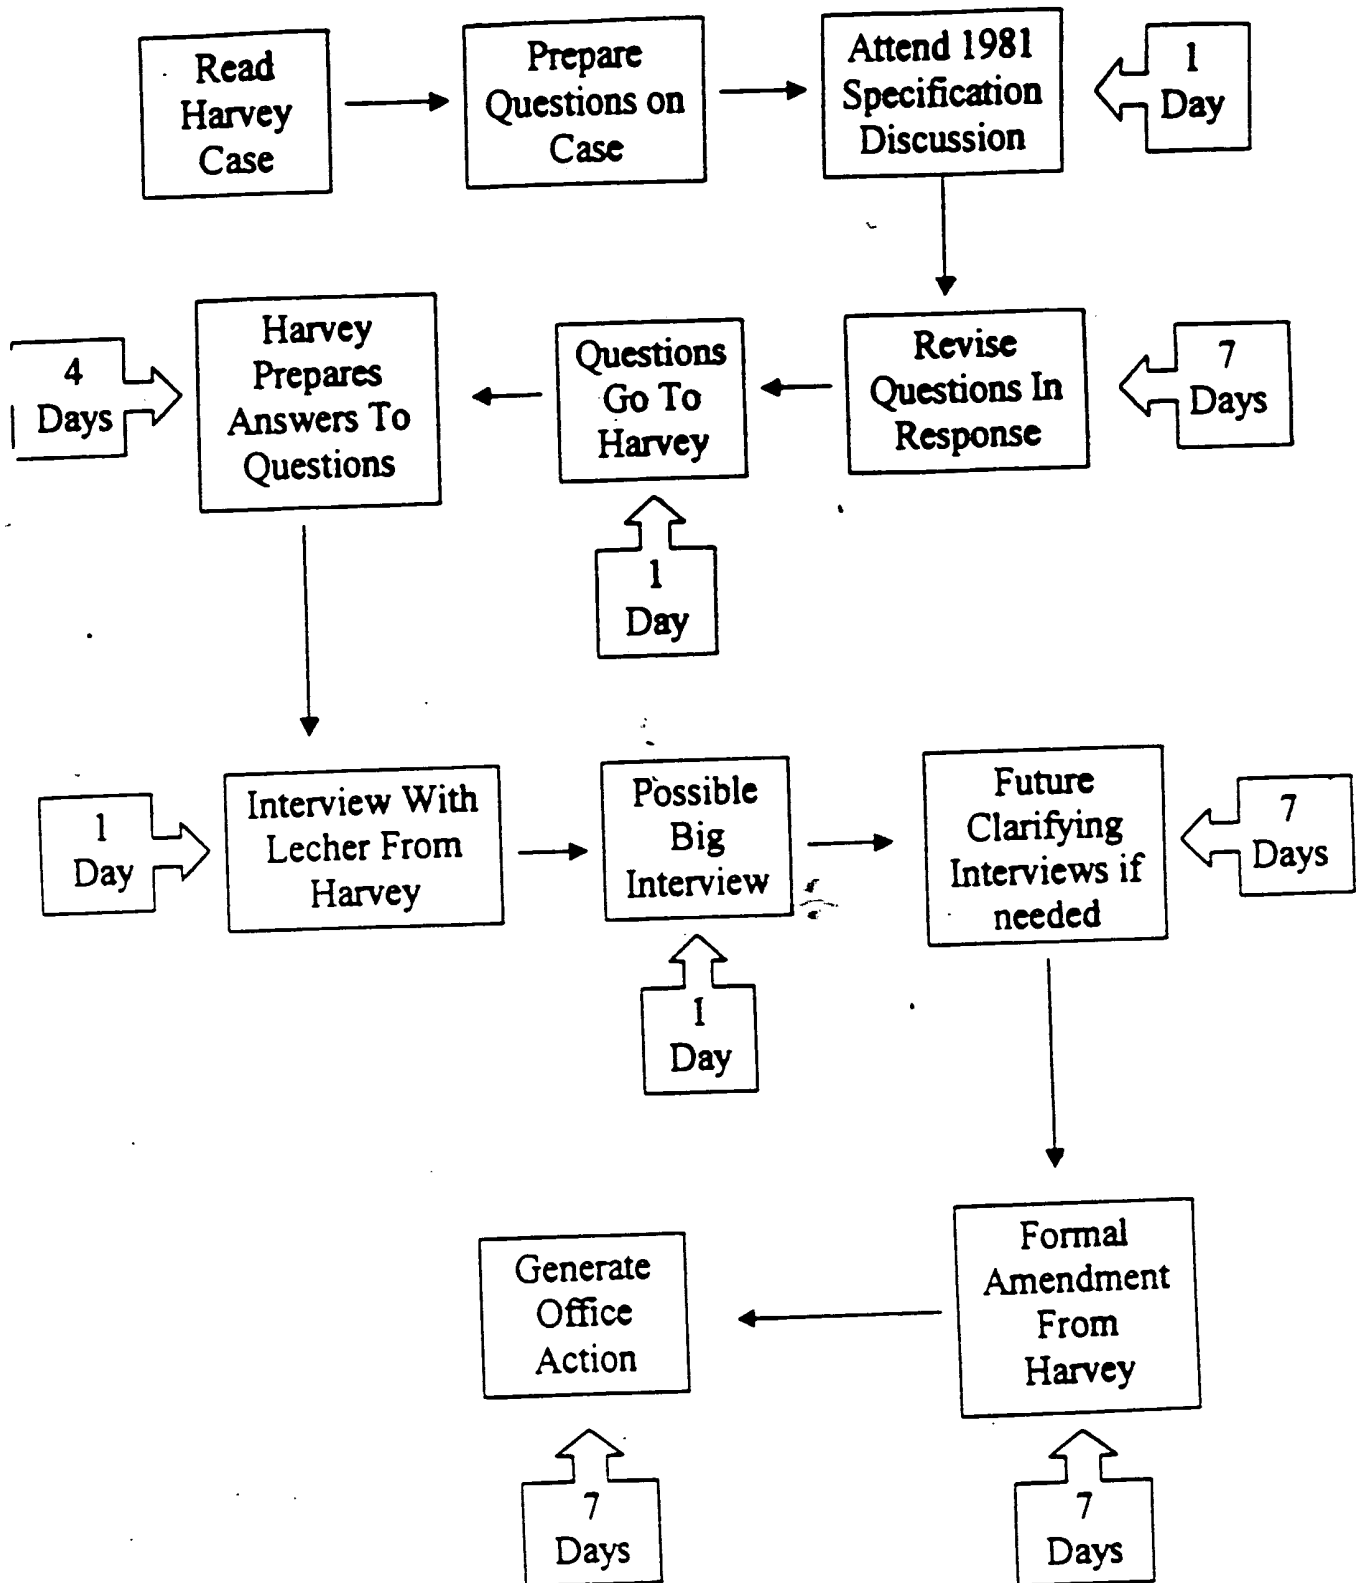 Read
Harvey
Case
Prepare
Questions on
Case
Attend 1981
Specification
Discussion
1
Day
Revise
Questions In
Response
7
Days
Questions
Go To
Harvey
1
Day
Harvey
Prepares
Answers To
Questions
4
Days
Interview With
Lecher From
Harvey
1
Day
Possible
Big
Interview
1
Day
Future
Clarifying
Interviews if
needed
7
Days
Formal
Amendment
From
Harvey
7
Days
Generate
Office
Action
7
Days